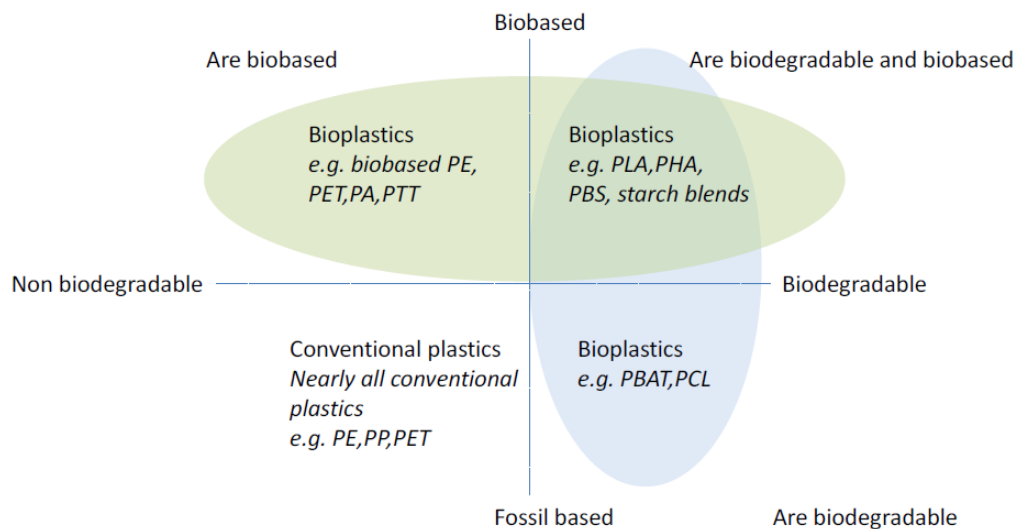 Biobased
Are biobased
Are biodegradable and biobased
Bioplastics
e.g. biobased PE,
PET,PA,PTT
Bioplastics
e.g. PLA,PHA,
PBS, starch blends
Non biodegradable
Biodegradable
Conventional plastics
Nearly all conventional
plastics
e.g. PE,PP,PET
Bioplastics
e.g. PBAT,PCL
Fossil based
Are biodegradable